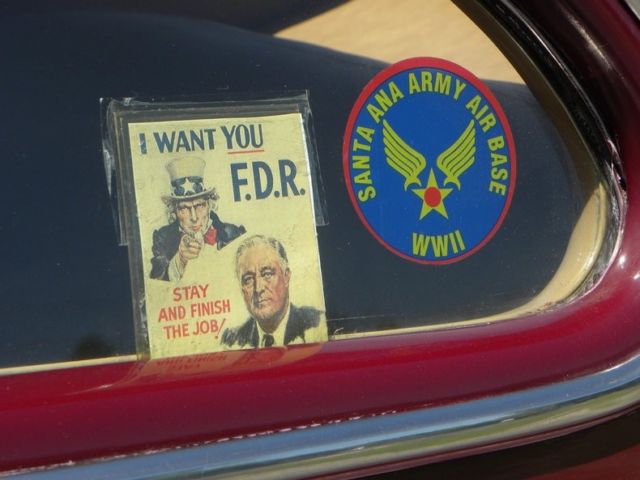 I WANT YOU
F.D.R.
STAY
AND FINISH
THE JOB!
SANTA ANA ARMY AIR BASE
WWII